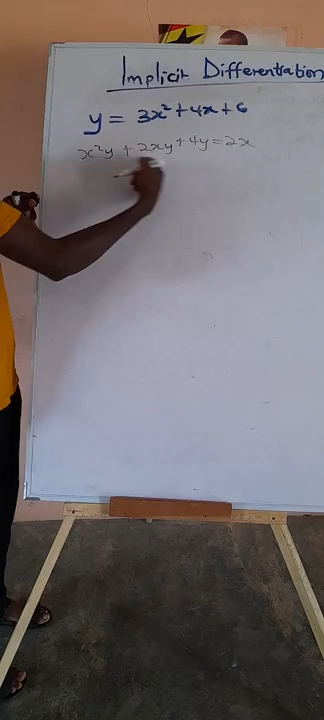 Implicit Differentiation
y = 3x² + 4x + 6
x²y + 2xy + 4y = 2x